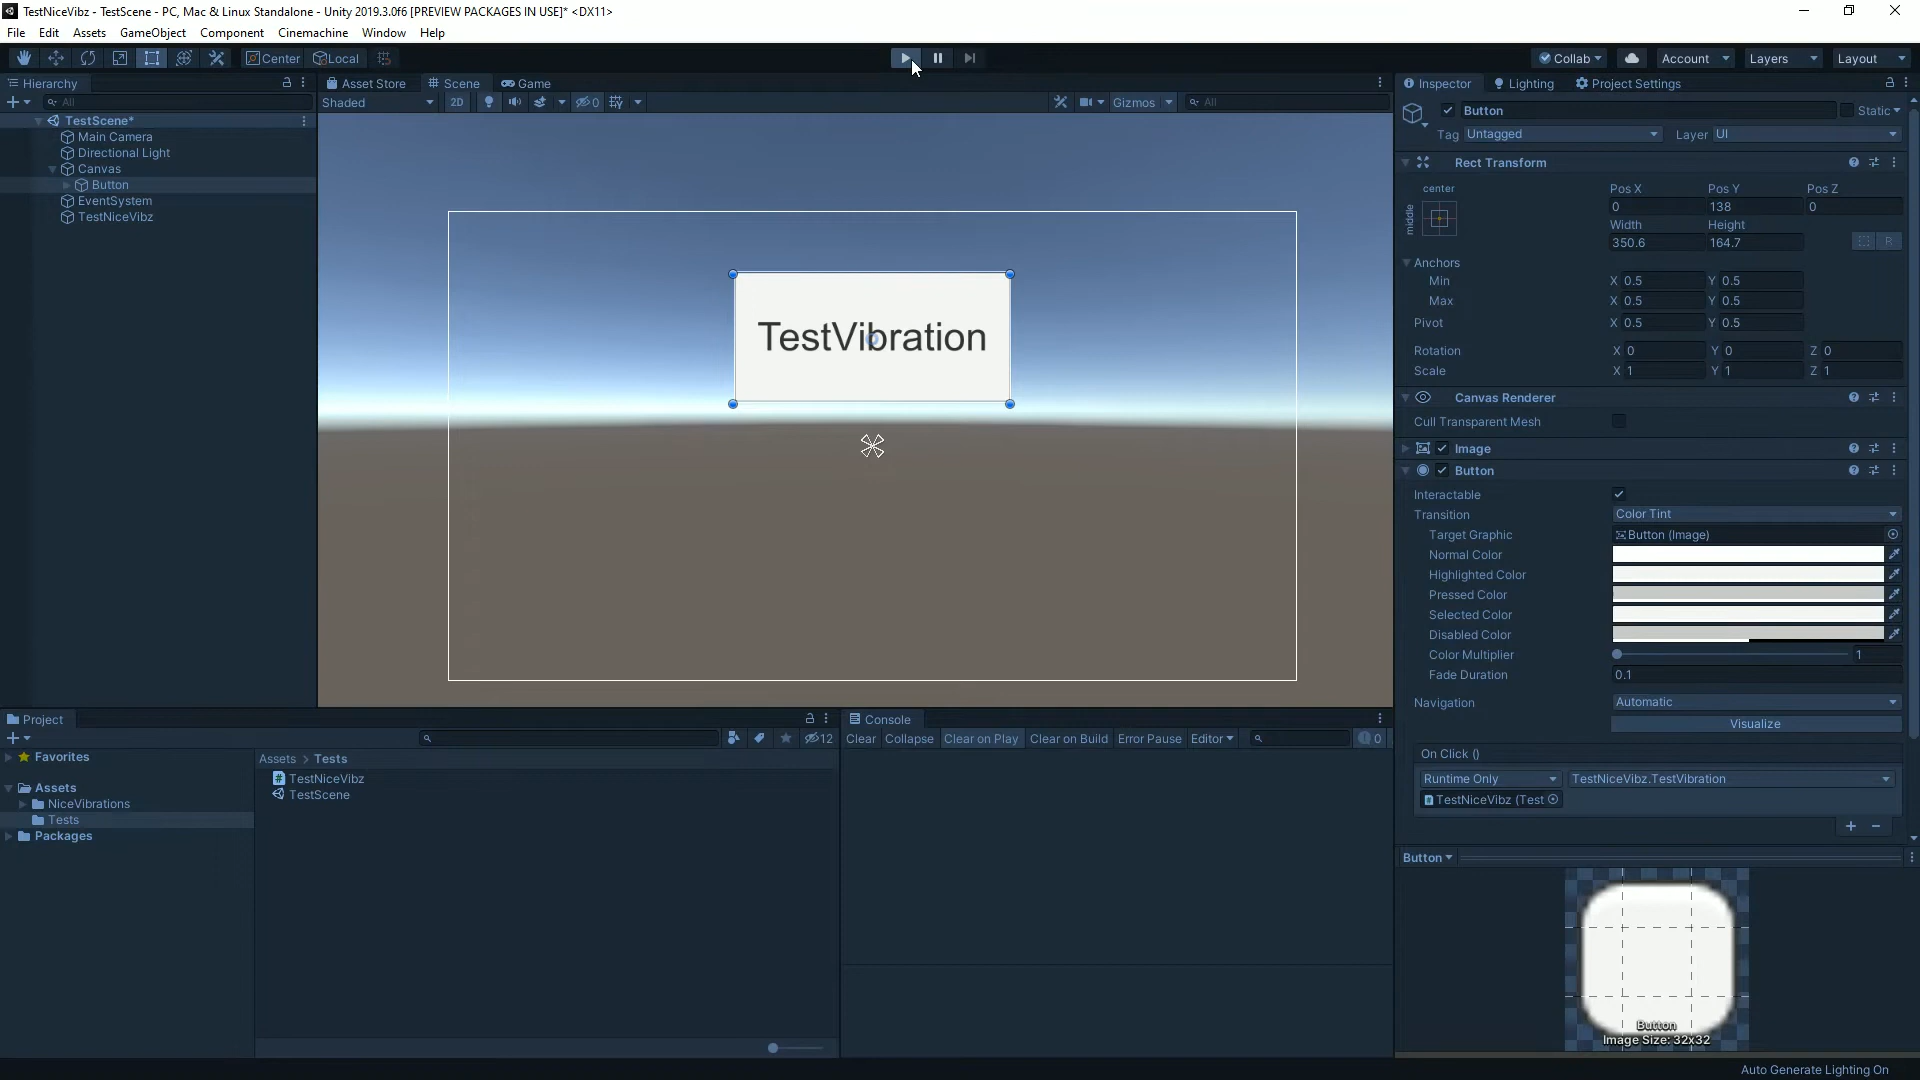 TestNiceVibz - TestScene - PC, Mac & Linux Standalone - Unity 2019.3.0f6 [PREVIEW PACKAGES IN USE]* <DX11>
File Edit Assets GameObject Component Cinemachine Window Help
Center Local
Collab Account Layers Layout
Hierarchy
All
TestScene*
Main Camera
Directional Light
Canvas
Button
EventSystem
TestNiceVibz
Asset Store Scene Game
Shaded 2D 0 Gizmos All
TestVibration
Inspector Lighting Project Settings
Button Static
Tag Untagged Layer UI
Rect Transform
center
middle
Pos X Pos Y Pos Z
0 138 0
Width Height
350.6 164.7
R
Anchors
Min X 0.5 Y 0.5
Max X 0.5 Y 0.5
Pivot X 0.5 Y 0.5
Rotation X 0 Y 0 Z 0
Scale X 1 Y 1 Z 1
Canvas Renderer
Cull Transparent Mesh
Image
Button
Interactable
Transition Color Tint
Target Graphic Button (Image)
Normal Color
Highlighted Color
Pressed Color
Selected Color
Disabled Color
Color Multiplier 1
Fade Duration 0.1
Navigation Automatic
Visualize
On Click ()
Runtime Only TestNiceVibz.TestVibration
TestNiceVibz (Test
Button
Button
Image Size: 32x32
Project
12
Favorites
Assets
NiceVibrations
Tests
Packages
Assets > Tests
TestNiceVibz
TestScene
Console
Clear Collapse Clear on Play Clear on Build Error Pause Editor 0
Auto Generate Lighting On